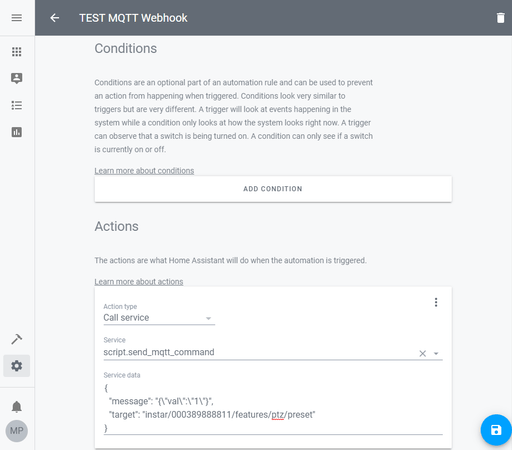 TEST MQTT Webhook
Conditions
Conditions are an optional part of an automation rule and can be used to prevent
an action from happening when triggered. Conditions look very similar to
triggers but are very different. A trigger will look at events happening in the
system while a condition only looks at how the system looks right now. A trigger
can observe that a switch is being turned on. A condition can only see if a switch
is currently on or off.
Learn more about conditions
ADD CONDITION
Actions
The actions are what Home Assistant will do when the automation is triggered.
Learn more about actions
Action type
Call service
Service
script.send_mqtt_command
Service data
{
"message": "{\"val\":\"1\"}",
"target": "instar/000389888811/features/ptz/preset"
}
MP